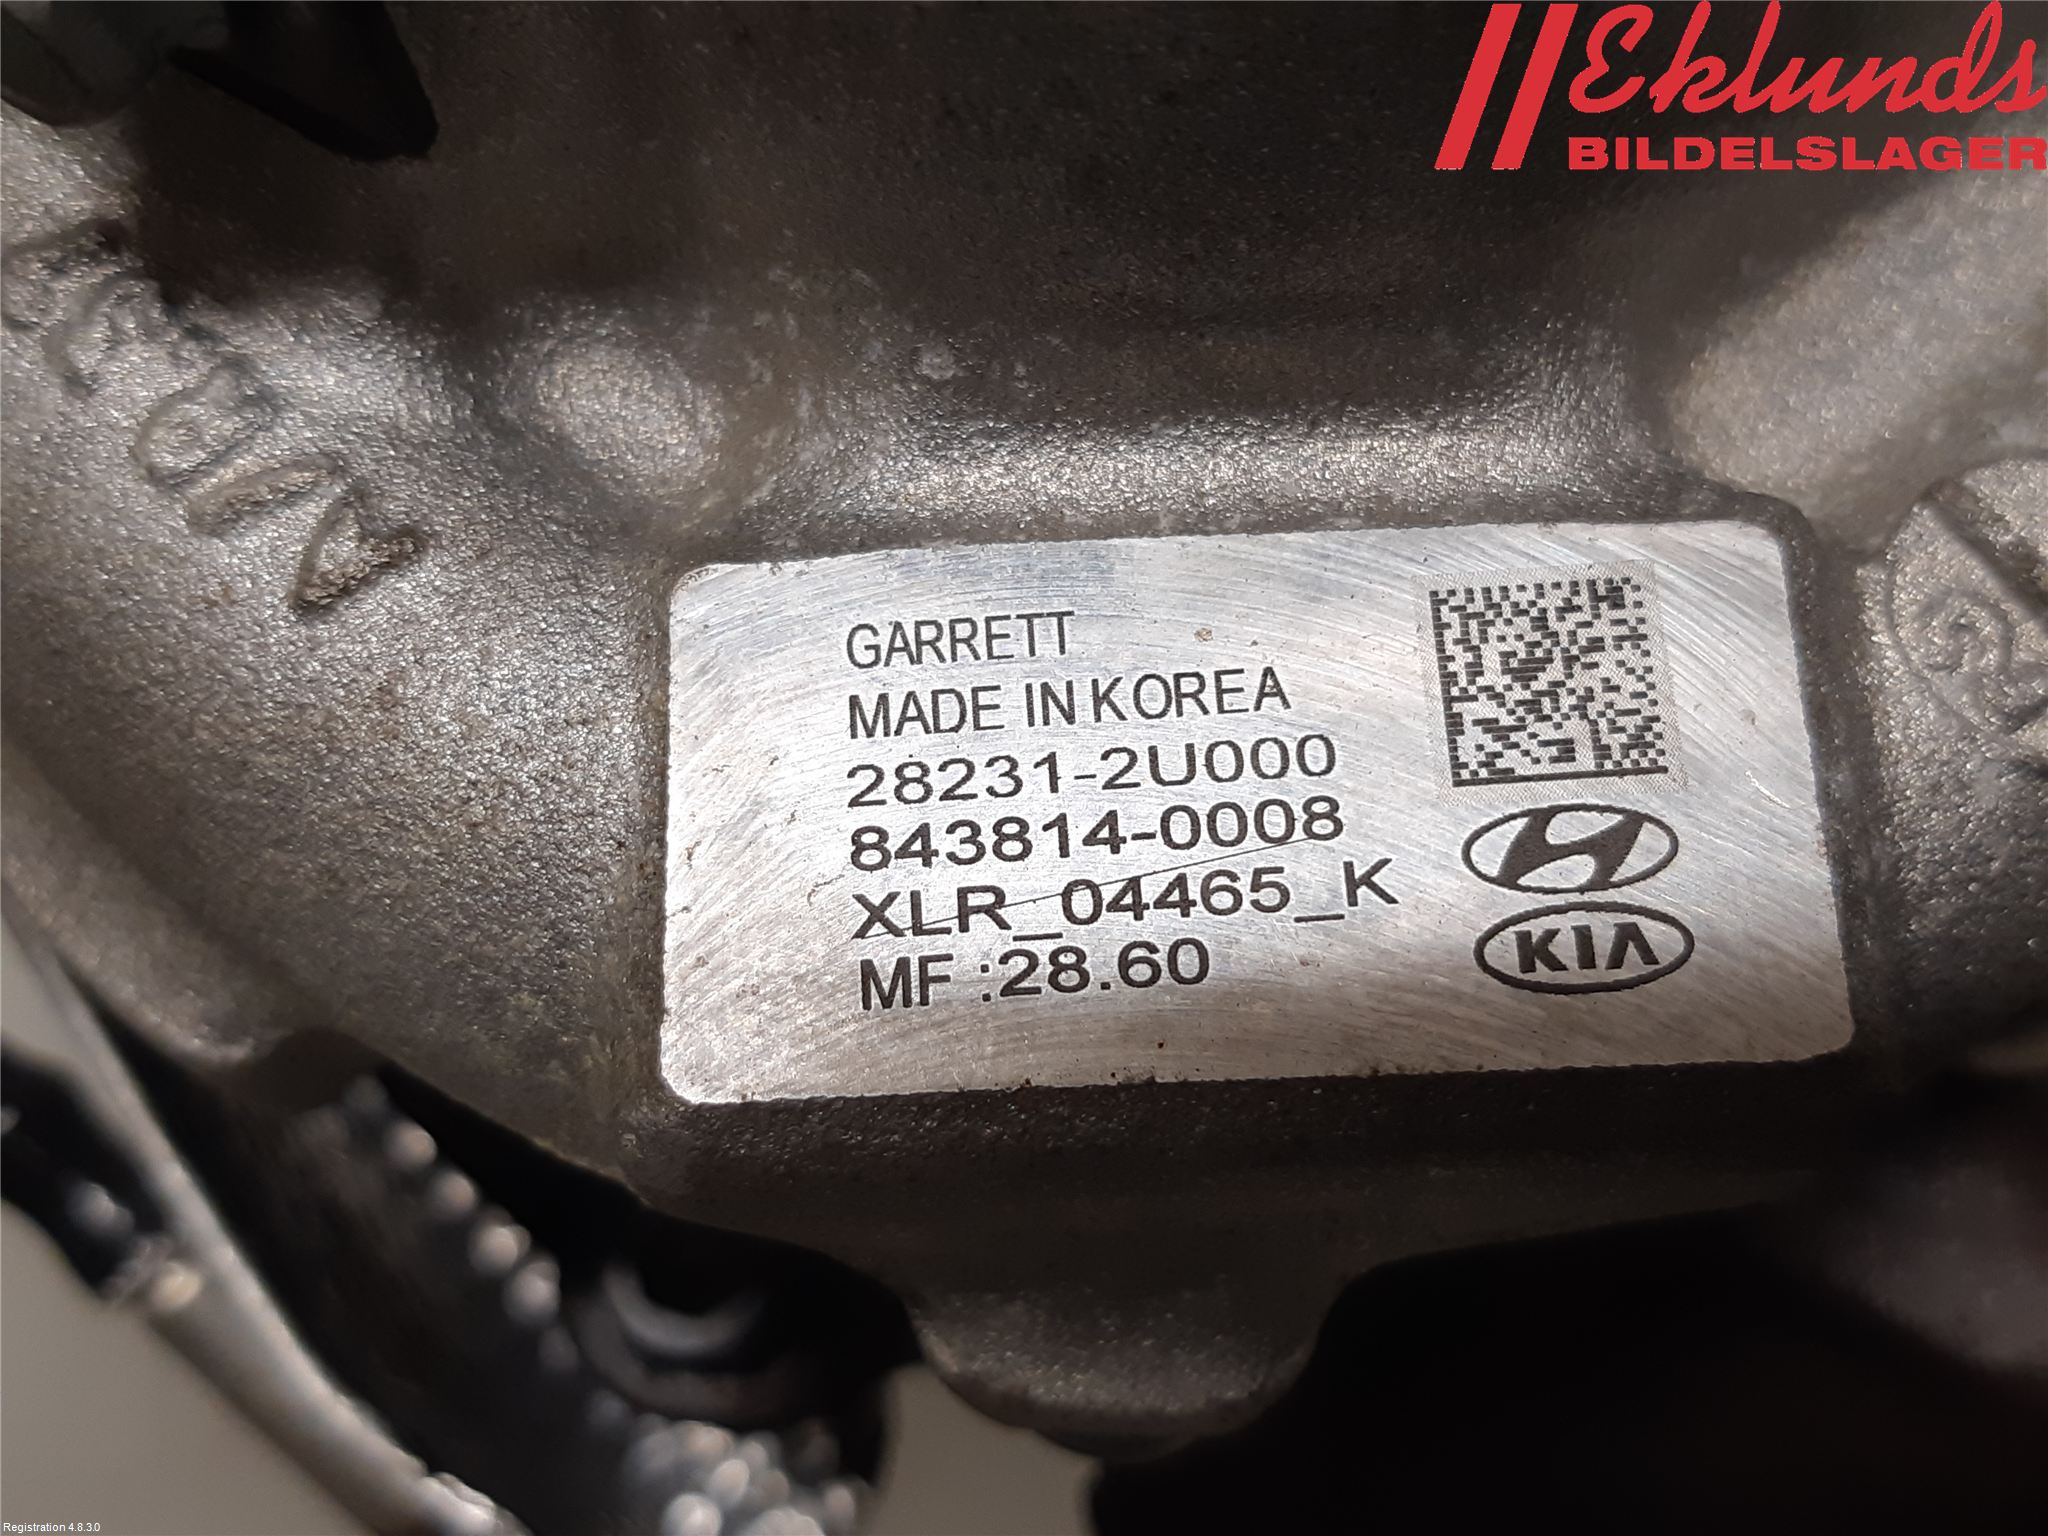 Eklunds
BILDELSLAGER
GARRETT
MADE IN KOREA
28231-2U000
843814-0008
XLR_04465_K
MF :28.60
KIA
Registration 4.8.3.0